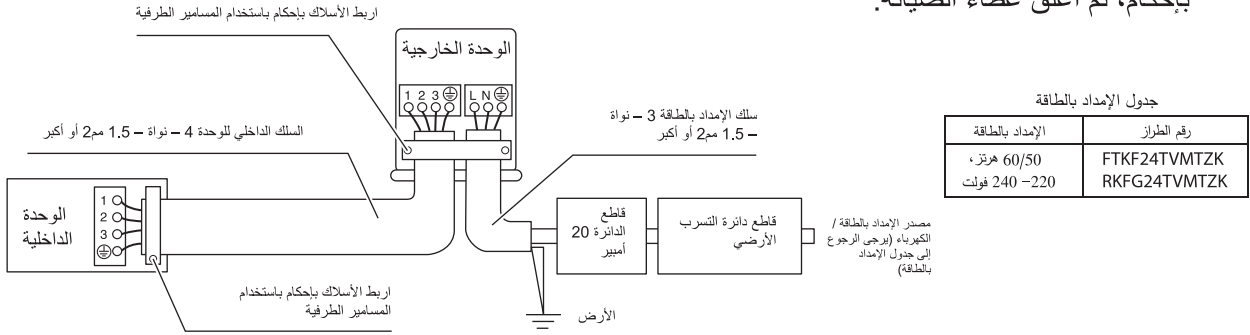 بإحكام، ثم أغلق غطاء الصيانة.
اربط الأسلاك بإحكام باستخدام المسامير الطرفية
الوحدة الخارجية
1 2 3
L N
سلك الإمداد بالطاقة 3 – نواة
– 1.5 مم2 أو أكبر
السلك الداخلي للوحدة 4 – نواة – 1.5 مم2 أو أكبر
جدول الإمداد بالطاقة
رقم الطراز
الإمداد بالطاقة
FTKF24TVMTZK
RKFG24TVMTZK
60/50 هرتز،
220– 240 فولت
الوحدة
الداخلية
1
2
3
قاطع
الدائرة 20
أمبير
قاطع دائرة التسرب
الأرضي
مصدر الإمداد بالطاقة /
الكهرباء (يرجى الرجوع
إلى جدول الإمداد
بالطاقة)
اربط الأسلاك بإحكام باستخدام
المسامير الطرفية
الأرض